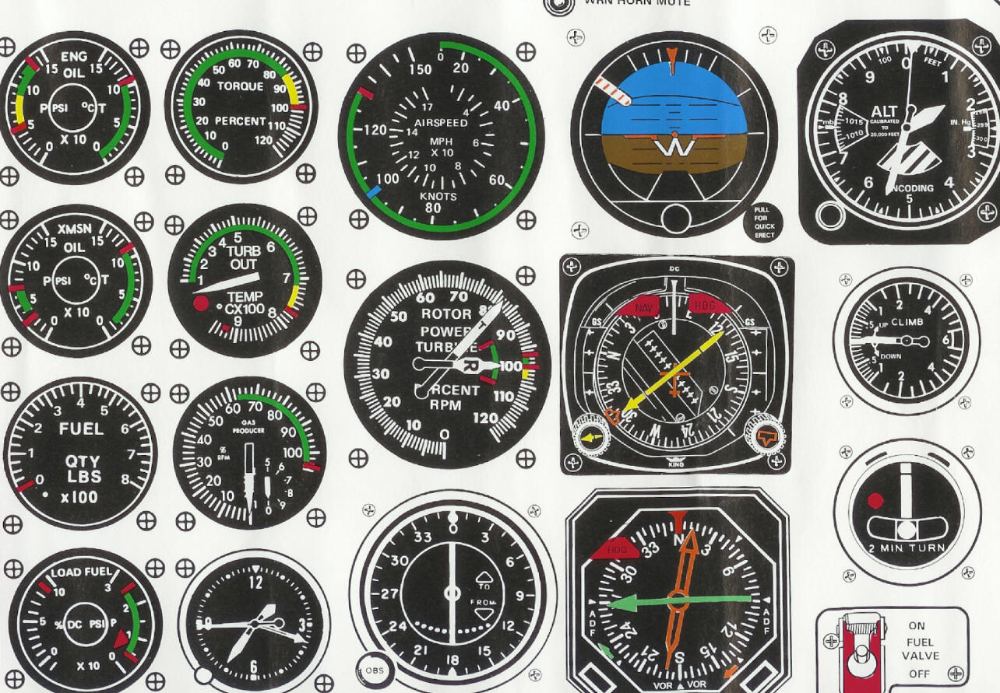 WRN HORN MUTE
ENG
OIL
15 15
10 10
P PSI °C T
5 5
X 10
0 0
60 70
50 80
40 TORQUE 90
30 100
PERCENT
20 110
10 120
0
0
150 20
17
4
40
AIRSPEED
120
14
MPH 6
X 10
12
10 8
100 60
KNOTS
80
PULL
FOR
QUICK
ERECT
0
100 FEET
9 1
8 2
ALT
CALIBRATED
TO
20,000 FEET
mb
1015
1010
IN. Hg
299
300
3
7
6 4
ENCODING
5
XMSN
OIL
15 15
10
P PSI °C T
5 5
X 10
0 0
5
4 6
3
2 TURB
OUT
1 7
TEMP
°CX100
8
9
60 70 80
50 ROTOR 90
40 POWER
TURBINE
T
R
30 100
RCENT
RPM
20 110
10 120
0
DC
NAV HDG
GS GS
3 12
N 15
33 S
30 21
W 24
KING
2
1 4
.5 UP CLIMB
6
.5 DOWN
1 4
2
4
3 5
2 6
FUEL
1 7
QTY
LBS
0 8
x100
60 70
50 80
GAS
PRODUCER
40 90
%
RPM
30 100
20 5
6
7
10 8
1 0 9
2 MIN TURN
0
33 3
30 6
TO
27 9
FROM
24 12
21 15
18
OBS
N
HDG 33 3
30
6
A
D
F
A
D
F
24 12
21 15
S
VOR VOR
LOAD FUEL
10 3
2
5 % DC PSI P
1
0 0
X 10
12
9 3
6
ON
FUEL
VALVE
OFF